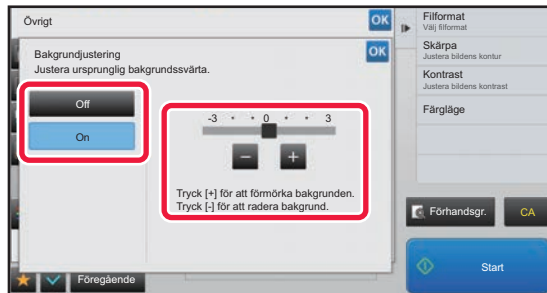 Övrigt
OK
Bakgrundjustering
Justera ursprunglig bakgrundssvärta.
OK
Off
On
-3 0 3
− +
Tryck [+] för att förmörka bakgrunden.
Tryck [-] för att radera bakgrund.
Föregående
Filformat
Välj filformat
Skärpa
Justera bildens kontur
Kontrast
Justera bildens kontrast
Färgläge
Förhandsgr.
CA
Start